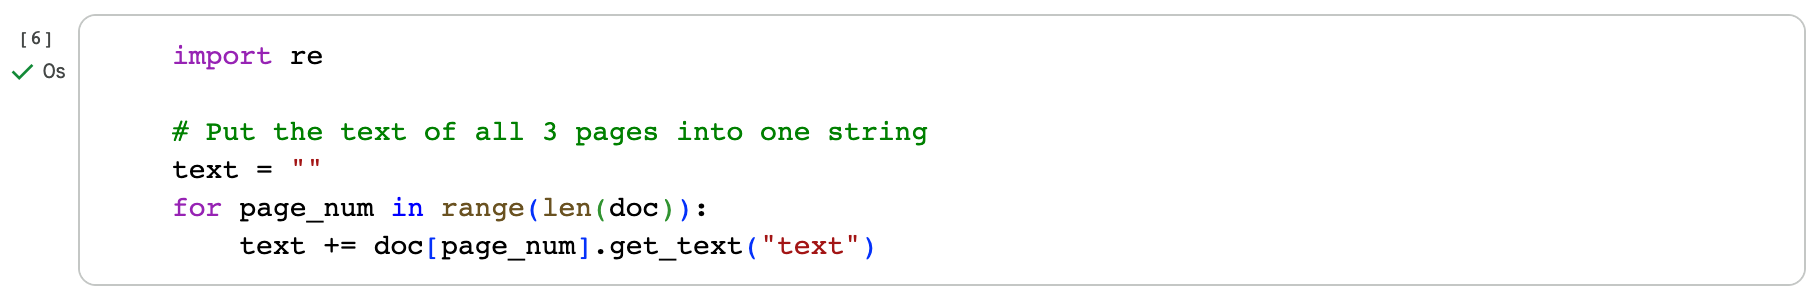 [6]
0s
import re

# Put the text of all 3 pages into one string
text = ""
for page_num in range(len(doc)):
    text += doc[page_num].get_text("text")